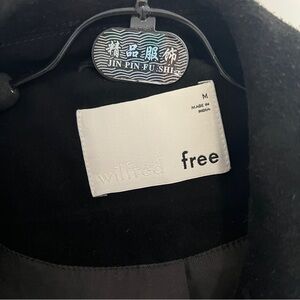 精品服飾
JIN PIN FU SHI
M
MADE IN
INDIA
wilfred free